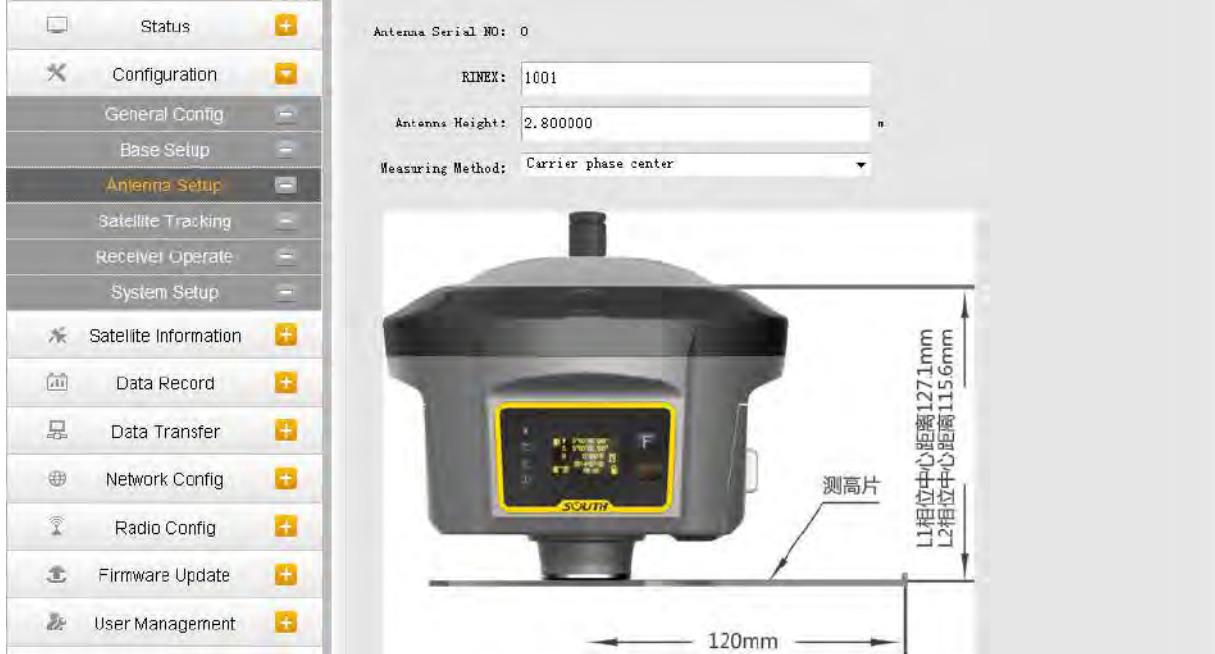 Status
Configuration
General Config
Base Setup
Antenna Setup
Satellite Tracking
Receiver Operate
System Setup
Satellite Information
Data Record
Data Transfer
Network Config
Radio Config
Firmware Update
User Management
Antenna Serial NO: 0
RINEX: 1001
Antenna Height: 2.800000 m
Measuring Method: Carrier phase center
F
SOUTH
测高片
L1相位中心距离127.1mm
L2相位中心距离115.6mm
120mm